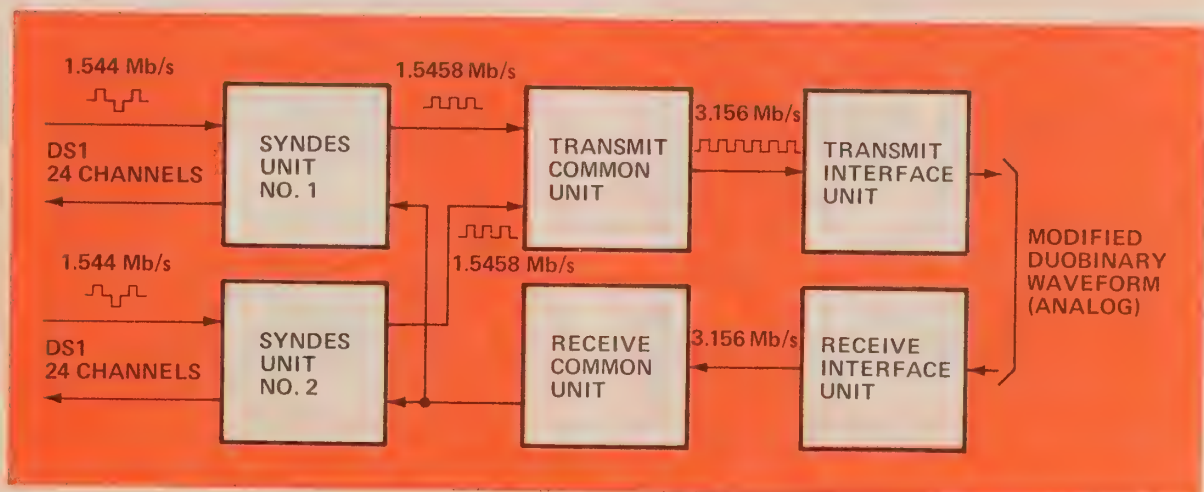 1.544 Mb/s
DS1
24 CHANNELS
SYNDES
UNIT
NO. 1
1.5458 Mb/s
TRANSMIT
COMMON
UNIT
3.156 Mb/s
TRANSMIT
INTERFACE
UNIT
MODIFIED
DUOBINARY
WAVEFORM
(ANALOG)
1.544 Mb/s
DS1
24 CHANNELS
SYNDES
UNIT
NO. 2
1.5458 Mb/s
RECEIVE
COMMON
UNIT
3.156 Mb/s
RECEIVE
INTERFACE
UNIT